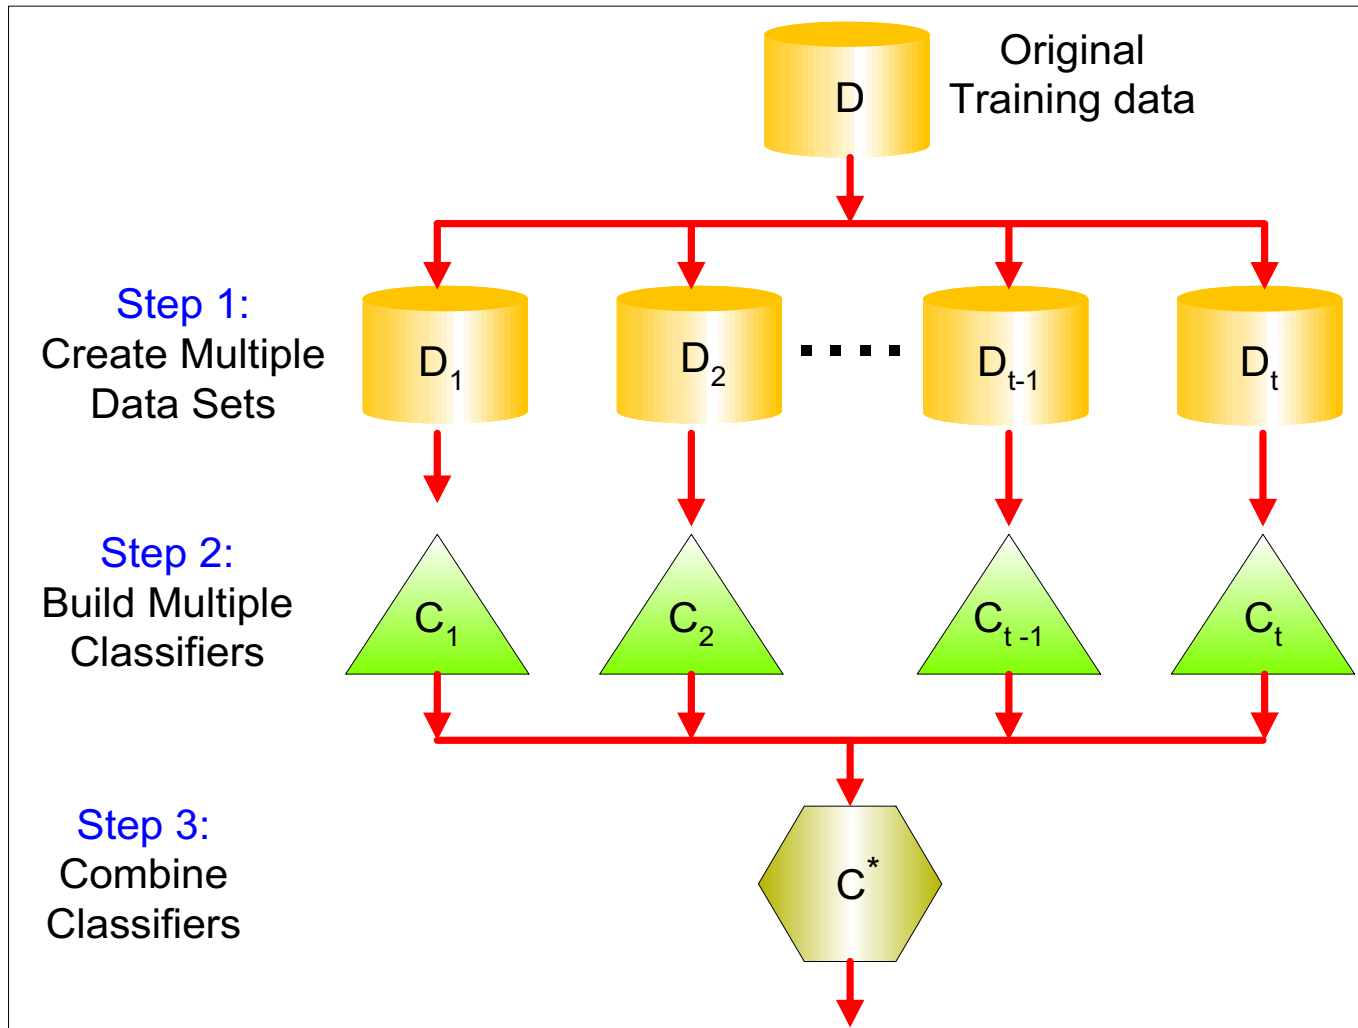 Original
Training data
D
Step 1:
Create Multiple
Data Sets
D1
D2
....
Dt-1
Dt
Step 2:
Build Multiple
Classifiers
C1
C2
Ct -1
Ct
Step 3:
Combine
Classifiers
C*